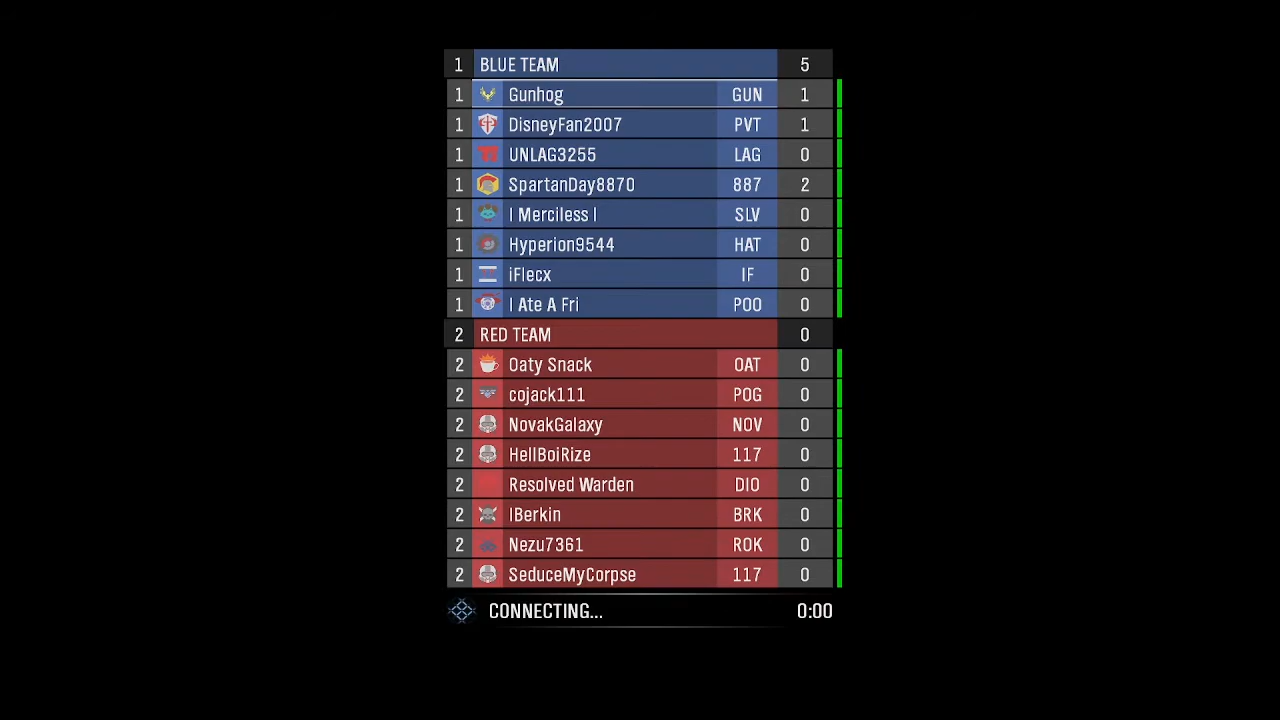 1 BLUE TEAM 5
1 Gunhog GUN 1
1 DisneyFan2007 PVT 1
1 UNLAG3255 LAG 0
1 SpartanDay8870 887 2
1 I Merciless I SLV 0
1 Hyperion9544 HAT 0
1 iFlecx IF 0
1 I Ate A Fri POO 0
2 RED TEAM 0
2 Oaty Snack OAT 0
2 cojack111 POG 0
2 NovakGalaxy NOV 0
2 HellBoiRize 117 0
2 Resolved Warden DIO 0
2 IBerkin BRK 0
2 Nezu7361 ROK 0
2 SeduceMyCorpse 117 0
CONNECTING... 0:00